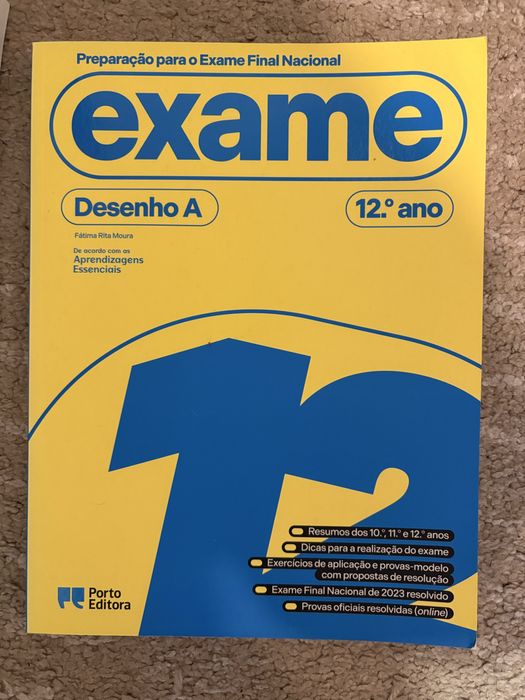 Preparação para o Exame Final Nacional
exame
Desenho A
12.º ano
Fátima Rita Moura
De acordo com as
Aprendizagens
Essenciais
12
Resumos dos 10.º, 11.º e 12.º anos
Dicas para a realização do exame
Exercícios de aplicação e provas-modelo
com propostas de resolução
Exame Final Nacional de 2023 resolvido
Provas oficiais resolvidas (online)
Porto
Editora